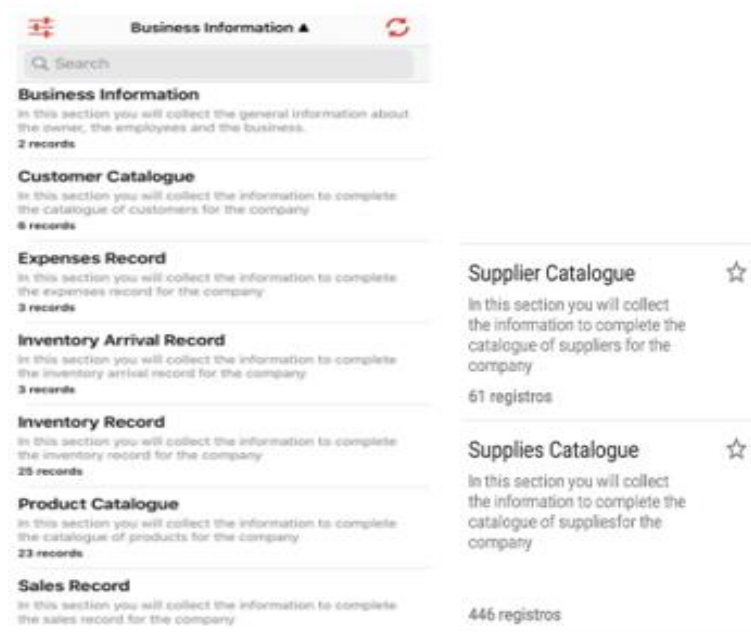 Business Information ▲
Search
Business Information
In this section you will collect the general information about
the owner, the employees and the business.
2 records
Customer Catalogue
In this section you will collect the information to complete
the catalogue of customers for the company
6 records
Expenses Record
In this section you will collect the information to complete
the expenses record for the company
3 records
Inventory Arrival Record
In this section you will collect the information to complete
the inventory arrival record for the company
3 records
Inventory Record
In this section you will collect the information to complete
the inventory record for the company
25 records
Product Catalogue
In this section you will collect the information to complete
the catalogue of products for the company
23 records
Sales Record
In this section you will collect the information to complete
the sales record for the company
Supplier Catalogue
In this section you will collect
the information to complete the
catalogue of suppliers for the
company
61 registros
Supplies Catalogue
In this section you will collect
the information to complete the
catalogue of suppliesfor the
company
446 registros